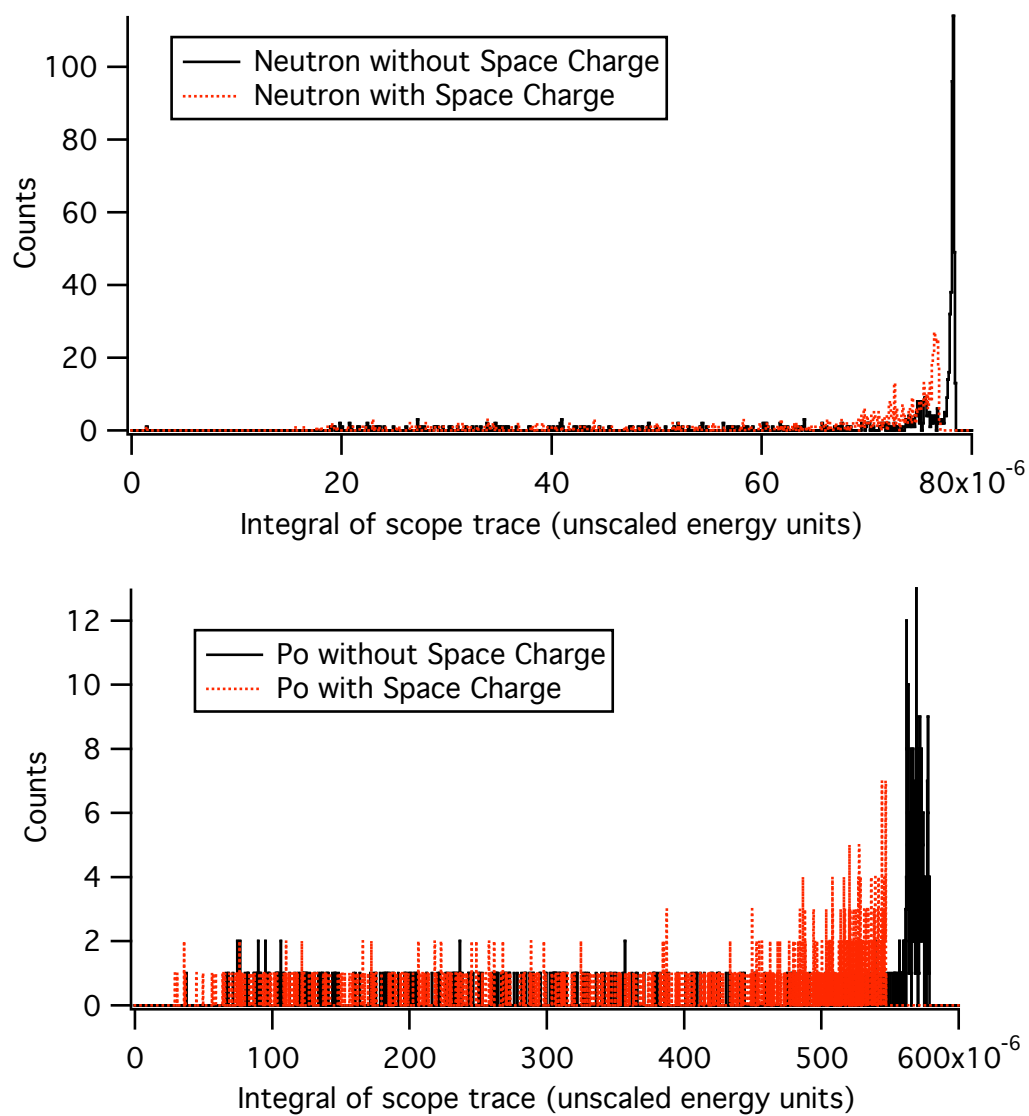 100
80
60
40
20
0
Counts
Neutron without Space Charge
Neutron with Space Charge
0
20
40
60
80x10^-6
Integral of scope trace (unscaled energy units)
12
10
8
6
4
2
0
Counts
Po without Space Charge
Po with Space Charge
0
100
200
300
400
500
600x10^-6
Integral of scope trace (unscaled energy units)